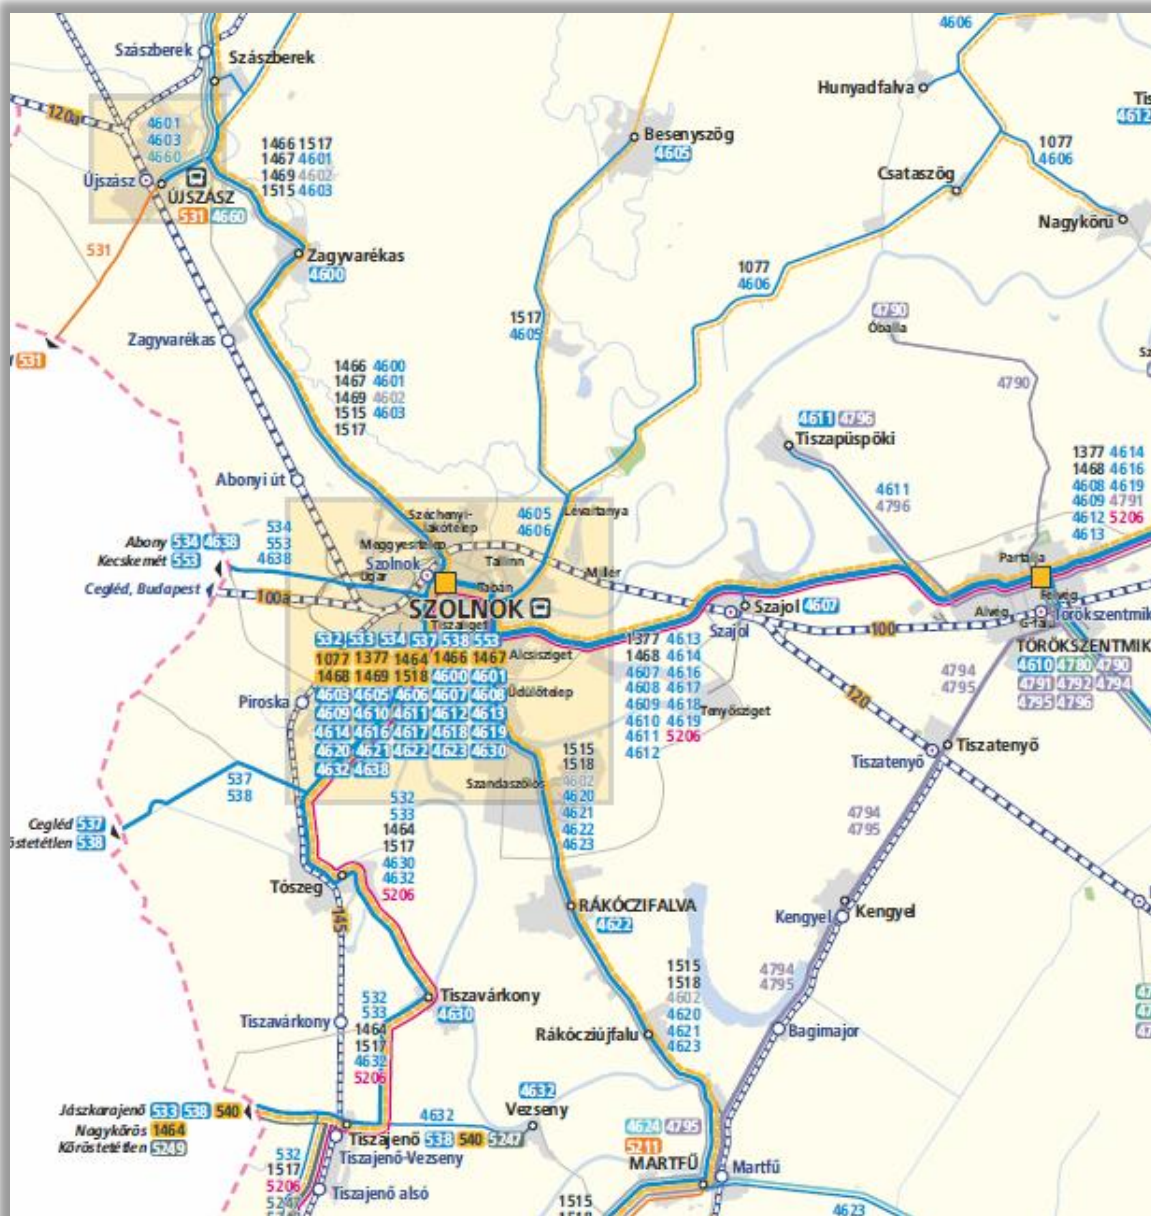 4606
Szászberek
Szászberek
Hunyadfalva
Tis
4612
120a
4601
4603
4660
Besenyszög
4605
1466 1517
1467 4601
1469 4602
1515 4603
1077
4606
Csataszög
Újszász
ÚJSZÁSZ
531 4660
Nagykörű
531
Zagyvarékas
4600
1077
4606
4790
Óballa
1517
4605
Zagyvarékas
531
4790
1466 4600
1467 4601
1469 4602
1515 4603
1517
4611 4796
Tiszapüspöki
1377 4614
1468 4616
4608 4619
4609 4791
4612 5206
4613
Abonyi út
4611
4796
Széchenyi-
lakótelep
4605
4606
534
553
4638
Abony 534 4638
Kecskemét 553
Cegléd, Budapest
100a
Meggyesitelep
Szolnok
Ugar
Tallinn
Tabán
Millér
Partalja
Felvég
Alvég
Törökszentmik
SZOLNOK
Tiszaliget
Szajol 4607
Szajol
100
532 533 534 537 538 553
1077 1377 1464 1466 1467
1468 1469 1518 4600 4601
4603 4605 4606 4607 4608
4609 4610 4611 4612 4613
4614 4616 4617 4618 4619
4620 4621 4622 4623 4630
4632 4638
Alcsisziget
Üdülőtelep
1377 4613
1468 4614
4607 4616
4608 4617
4609 4618
4610 4619
4611 5206
4612
TÖRÖKSZENTMIK
4610 4780 4790
4791 4792 4794
4795 4796
4794
4795
Piroska
Tenyősziget
120
Tiszatenyő
Tiszatenyő
1515
1518
4602
4620
4621
4622
4623
Szandaszőlős
537
538
532
533
1464
1517
4630
4632
5206
Cegléd 537
östetétlen 538
4794
4795
Tószeg
145
RÁKÓCZIFALVA
4622
Kengyel
Kengyel
1515
1518
4602
4620
4621
4623
4794
4795
532
533
1464
1517
4632
5206
Tiszavárkony
4630
Tiszavárkony
Rákócziújfalu
Bagimajor
4632
Vezseny
Jászkarajenő 533 538 540
Nagykőrös 1464
Kőröstetétlen 5249
4632
4624 4795
5211
Tiszajenő 538 540 5247
Tiszajenő-Vezseny
MARTFŰ
Martfű
532
1517
5206
5247
Tiszajenő alsó
1515
4623